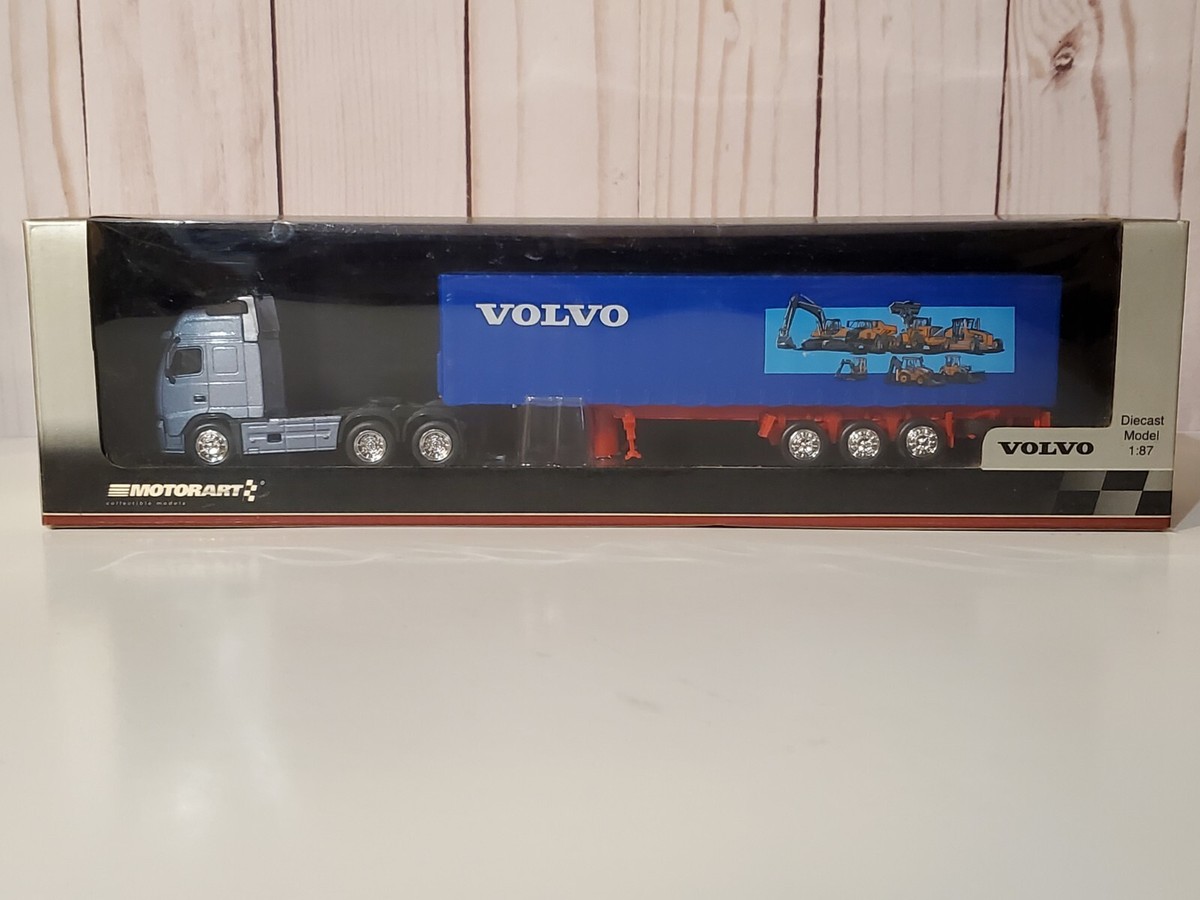 VOLVO
VOLVO
Diecast
Model
1:87
MOTORART
collectible models